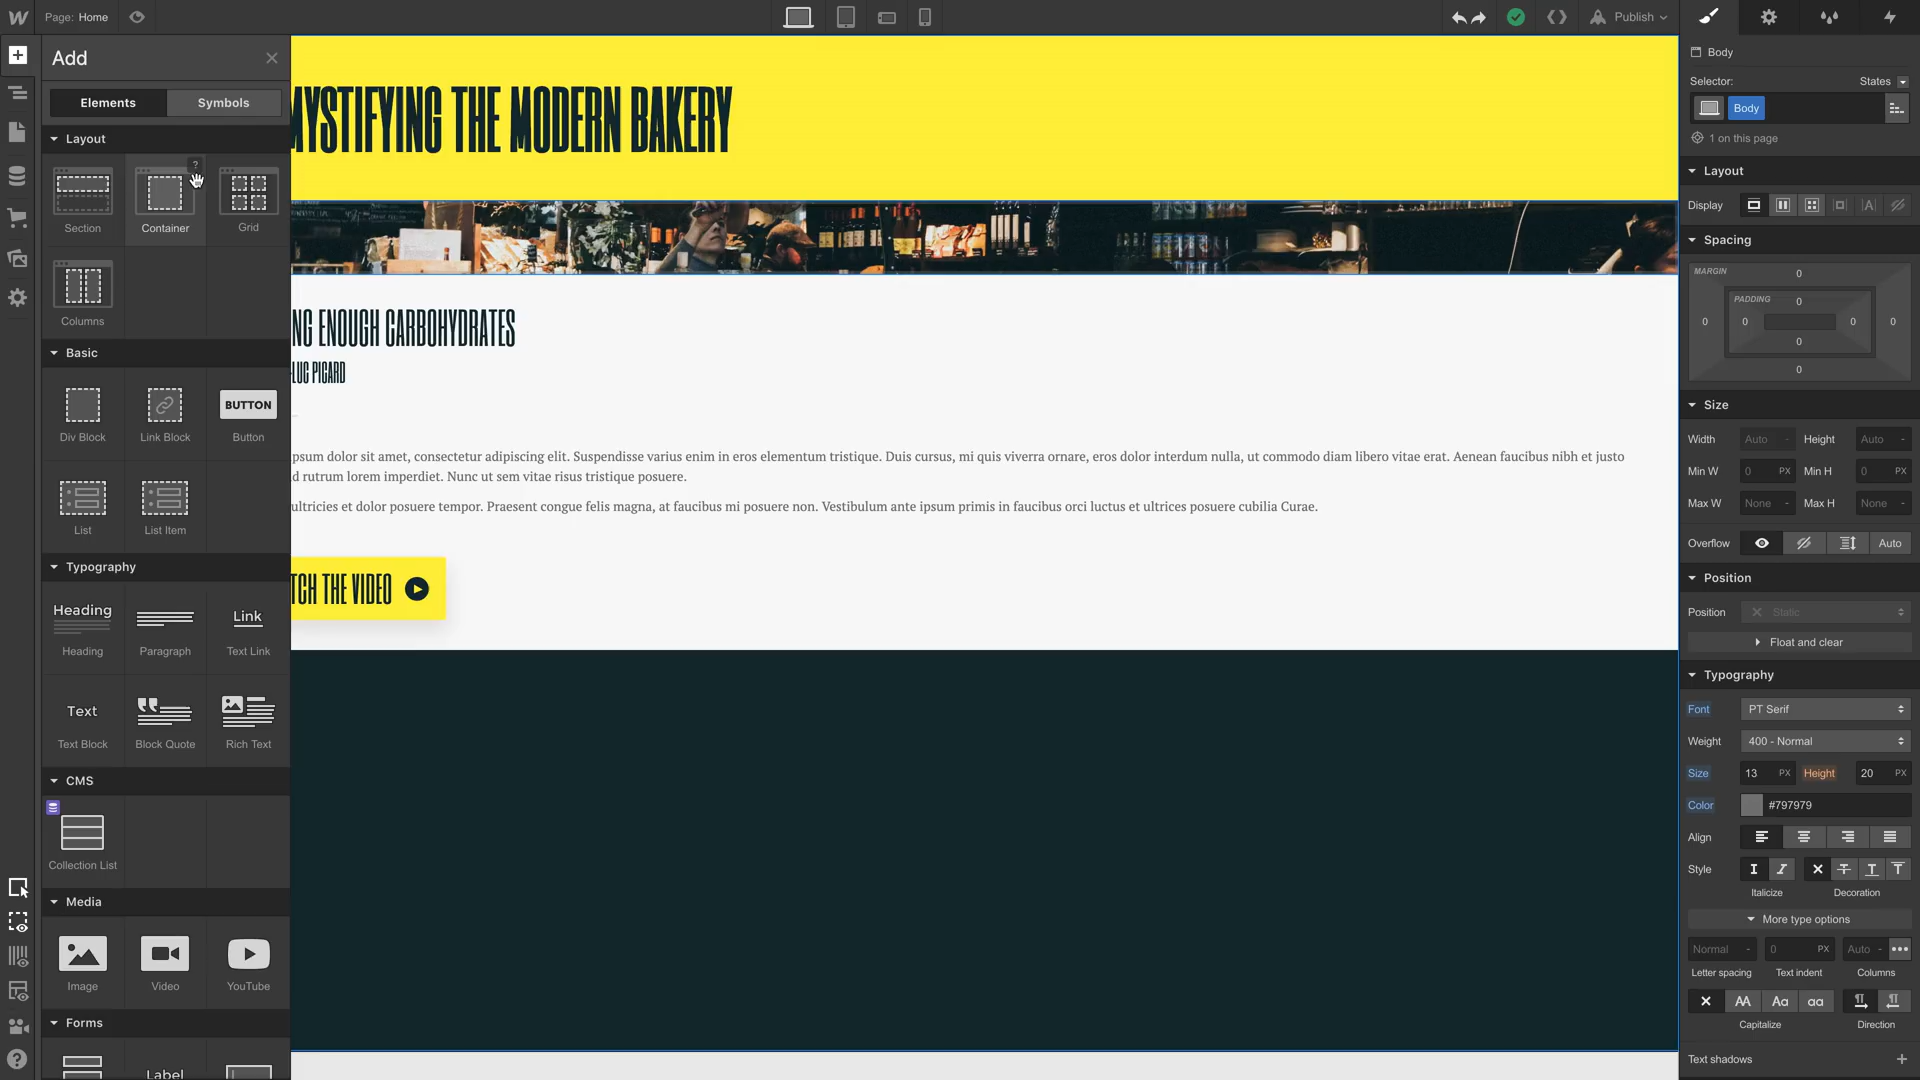 Page: Home
Publish
Add
Elements
Symbols
Layout
?
Section
Container
Grid
Columns
Basic
BUTTON
Div Block
Link Block
Button
List
List Item
Typography
Heading
Link
Heading
Paragraph
Text Link
Text
Text Block
Block Quote
Rich Text
CMS
Collection List
Media
Image
Video
YouTube
Forms
Label
MYSTIFYING THE MODERN BAKERY
NG ENOUGH CARBOHYDRATES
-LUC PICARD
psum dolor sit amet, consectetur adipiscing elit. Suspendisse varius enim in eros elementum tristique. Duis cursus, mi quis viverra ornare, eros dolor interdum nulla, ut commodo diam libero vitae erat. Aenean faucibus nibh et justo
d rutrum lorem imperdiet. Nunc ut sem vitae risus tristique posuere.
ultricies et dolor posuere tempor. Praesent congue felis magna, at faucibus mi posuere non. Vestibulum ante ipsum primis in faucibus orci luctus et ultrices posuere cubilia Curae.
TCH THE VIDEO
Body
Selector:
States
Body
1 on this page
Layout
Display
Spacing
MARGIN
0
PADDING
0
0 0 0 0
0
0
Size
Width Auto - Height Auto -
Min W 0 PX Min H 0 PX
Max W None - Max H None -
Overflow Auto
Position
Position Static
Float and clear
Typography
Font PT Serif
Weight 400 - Normal
Size 13 PX Height 20 PX
Color #797979
Align
Style
Italicize Decoration
More type options
Normal - 0 PX Auto -
Letter spacing Text indent Columns
AA Aa aa
Capitalize Direction
Text shadows